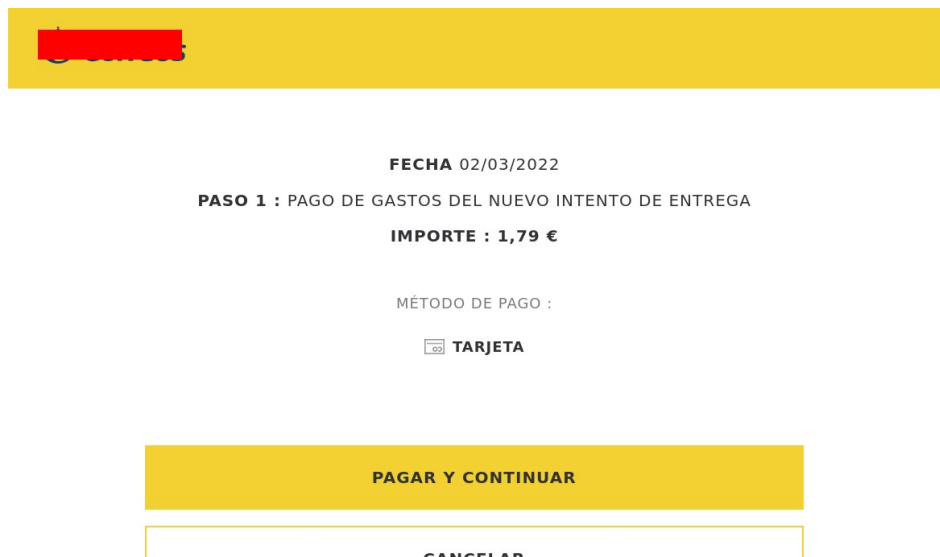 FECHA 02/03/2022
PASO 1 : PAGO DE GASTOS DEL NUEVO INTENTO DE ENTREGA
IMPORTE : 1,79 €
MÉTODO DE PAGO :
TARJETA
PAGAR Y CONTINUAR
CANCELAR